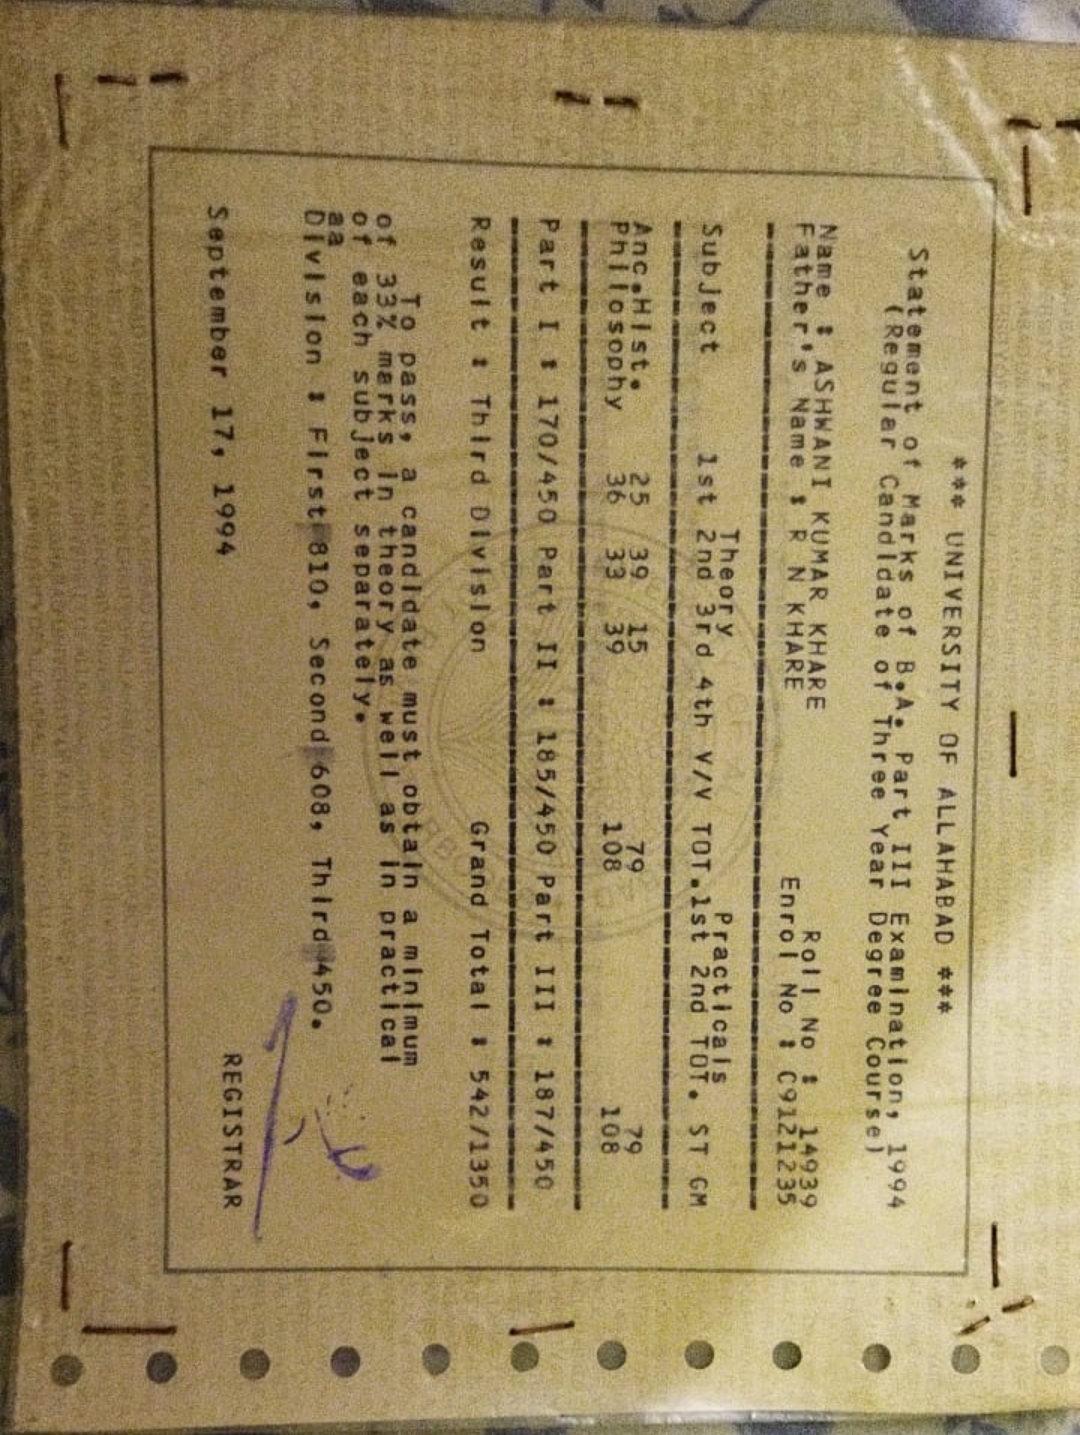 *** UNIVERSITY OF ALLAHABAD ***
Statement of Marks of B.A. Part III Examination, 1994
(Regular Candidate of Three Year Degree Course)
Name : ASHWANI KUMAR KHARE Roll No : 14939
Father's Name : R N KHARE Enrol No : C9121235
Theory Practicals
Subject 1st 2nd 3rd 4th V/V TOT.1st 2nd TOT. ST GM
Anc.Hist. 25 39 15 79 79
Philosophy 36 33 39 108 108
Part I : 170/450 Part II : 185/450 Part III : 187/450
Result : Third Division Grand Total : 542/1350
To pass, a candidate must obtain a minimum
of 33% marks in theory as well as in practical
of each subject separately.
aa
Division : First 810, Second 608, Third 450.
September 17, 1994 REGISTRAR